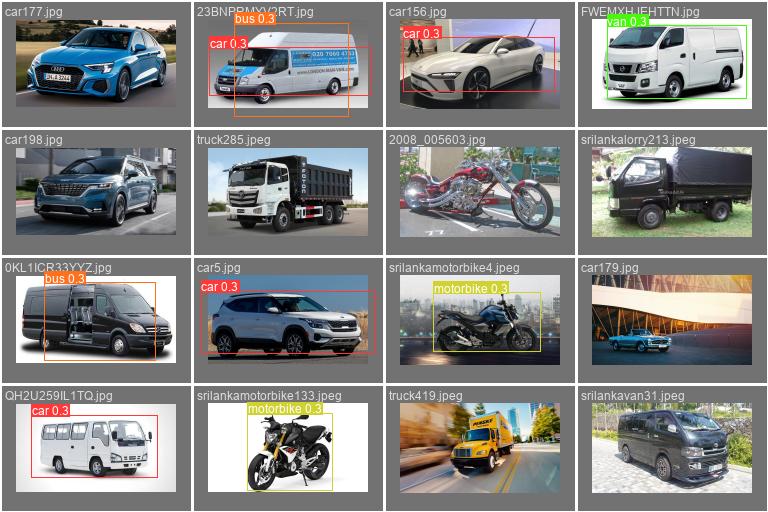 car177.jpg
23BNRRMYV2RT.jpg
bus 0.3
car 0.3
020 7060 4753
WWW.LONDON-MAN-VAN.COM
car156.jpg
car 0.3
FWEMXHJEHTTN.jpg
van 0.3
car198.jpg
truck285.jpeg
FOTON
2008_005603.jpg
srilankalorry213.jpeg
0KL1ICR33YYZ.jpg
bus 0.3
car5.jpg
car 0.3
srilankamotorbike4.jpeg
motorbike 0.3
car179.jpg
QH2U259IL1TQ.jpg
car 0.3
srilankamotorbike133.jpeg
motorbike 0.3
truck419.jpeg
PENSKE
srilankavan31.jpeg